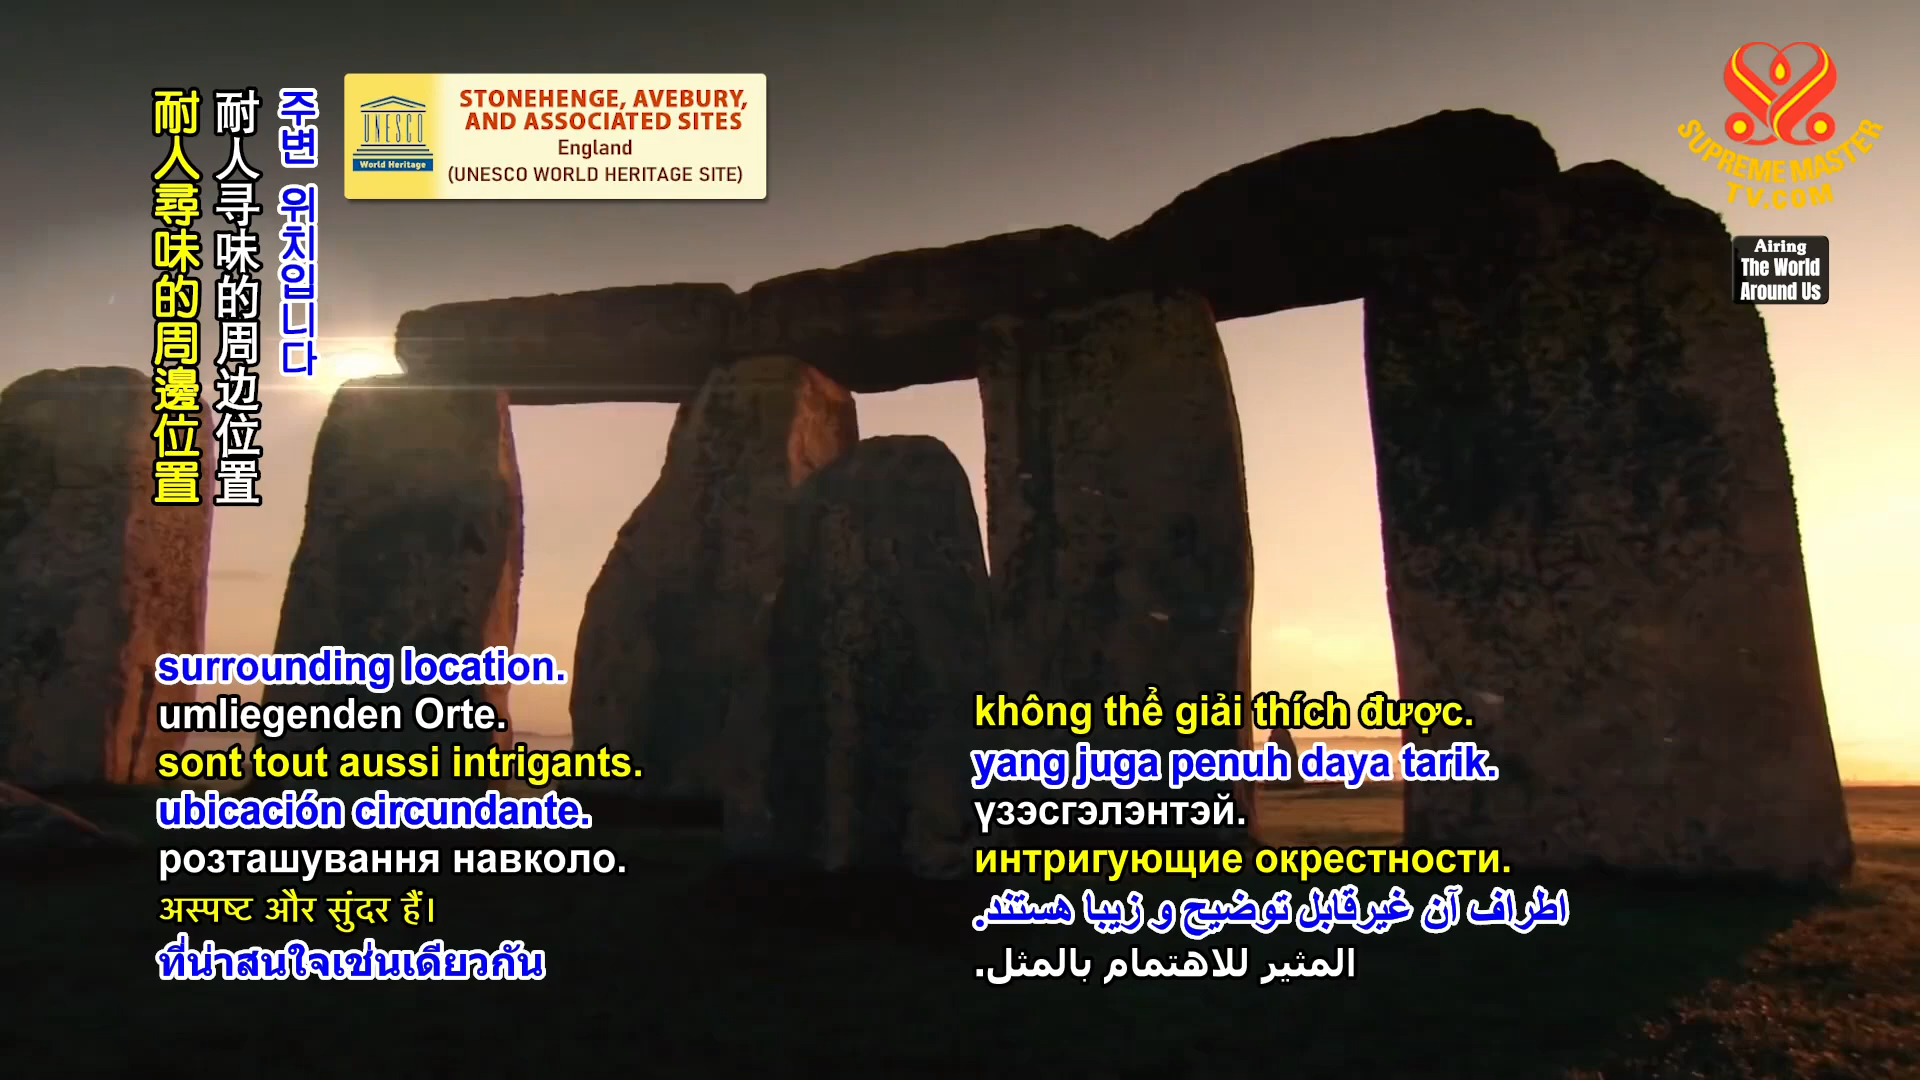 耐人尋味的周邊位置
耐人寻味的周边位置
주변 위치입니다
UNESCO
World Heritage
STONEHENGE, AVEBURY,
AND ASSOCIATED SITES
England
(UNESCO WORLD HERITAGE SITE)
SUPREME MASTER
TV.COM
Airing
The World
Around Us
surrounding location.
umliegenden Orte.
sont tout aussi intrigants.
ubicación circundante.
розташування навколо.
अस्पष्ट और सुंदर हैं।
ที่น่าสนใจเช่นเดียวกัน
không thể giải thích được.
yang juga penuh daya tarik.
үзэсгэлэнтэй.
интригующие окрестности.
اطراف آن غیرقابل توضیح و زیبا هستند.
المثير للاهتمام بالمثل.